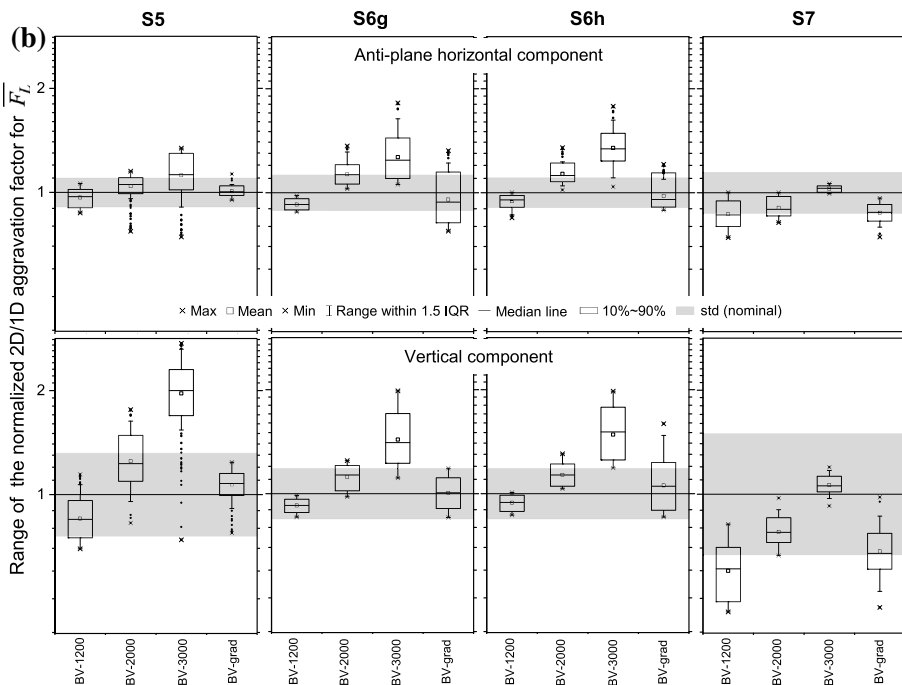 S5 S6g S6h S7
(b)
Anti-plane horizontal component
2
1
× Max □ Mean × Min Range within 1.5 IQR — Median line 10%~90% std (nominal)
Vertical component
2
1
Range of the normalized 2D/1D aggravation factor for F_L
BV-1200 BV-2000 BV-3000 BV-grad BV-1200 BV-2000 BV-3000 BV-grad BV-1200 BV-2000 BV-3000 BV-grad BV-1200 BV-2000 BV-3000 BV-grad